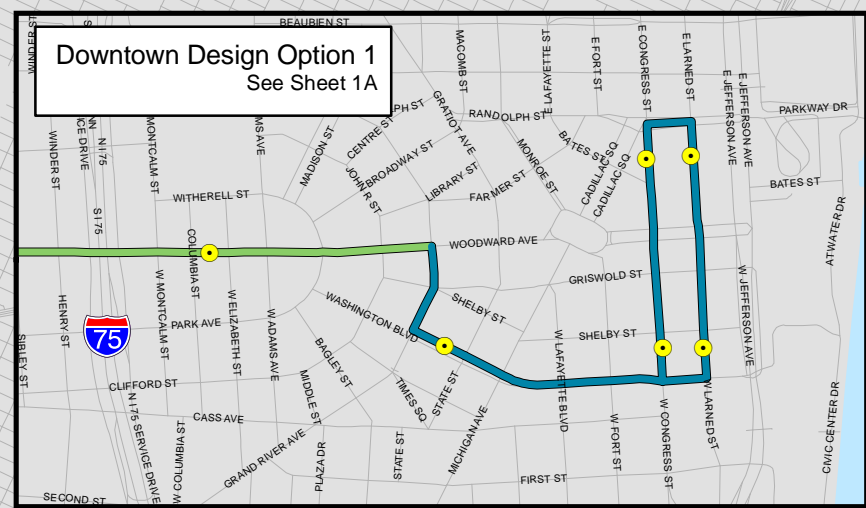 Downtown Design Option 1
See Sheet 1A
BEAUBIEN ST
WINDER ST
MACOMB ST
E LAFAYETTE ST
E FORT ST
E CONGRESS ST
E LARNED ST
E JEFFERSON AVE
E JEFFERSON AVE
PARKWAY DR
RANDOLPH ST
GRATIOT AVE
CENTRE ST
MADISON ST
BROADWAY ST
JOHN R ST
LIBRARY ST
FARMER ST
MONROE ST
BATES ST
CADILLAC SQ
CADILLAC SQ
BATES ST
ATWATER DR
WINDER ST
N I 75
S I 75
MONTCALM ST
WITHERELL ST
WOODWARD AVE
COLUMBIA ST
GRISWOLD ST
SHELBY ST
SHELBY ST
W JEFFERSON AVE
HENRY ST
W MONTCALM ST
W ELIZABETH ST
W ADAMS AVE
WASHINGTON BLVD
PARK AVE
75
SIBLEY ST
BAGLEY ST
W LAFAYETTE BLVD
CLIFFORD ST
MIDDLE ST
TIMES SQ
STATE ST
W LARNED ST
CASS AVE
N I 75 SERVICE DRIVE
W COLUMBIA ST
GRAND RIVER AVE
PLAZA DR
STATE ST
MICHIGAN AVE
W FORT ST
W CONGRESS ST
CIVIC CENTER DR
FIRST ST
SECOND ST